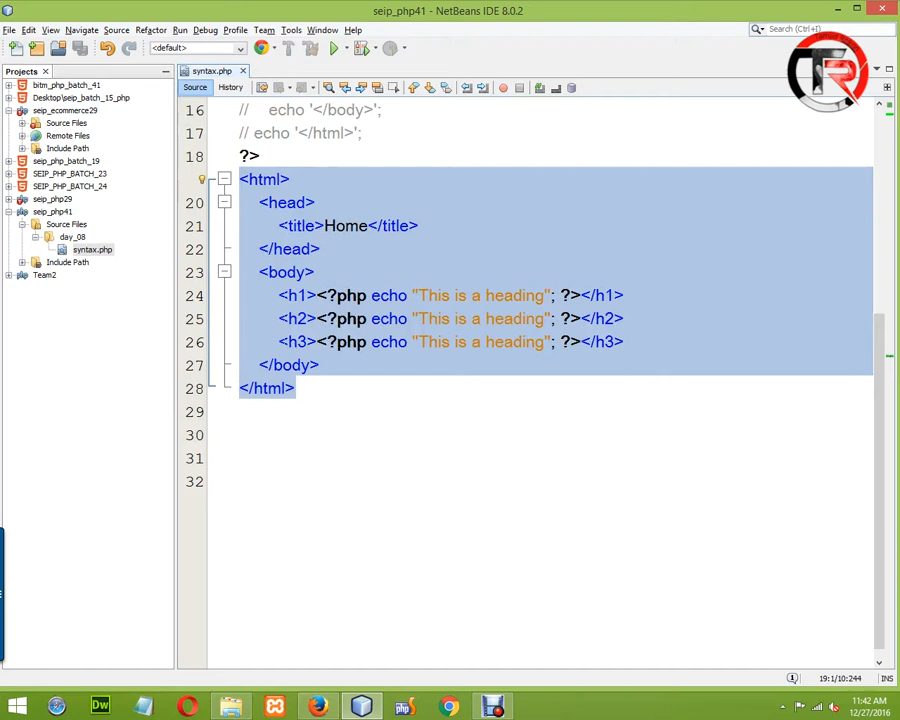 seip_php41 - NetBeans IDE 8.0.2
File Edit View Navigate Source Refactor Run Debug Profile Team Tools Window Help
Search (Ctrl+I)
<default>
Projects
syntax.php
Source History
bitm_php_batch_41
Desktop\seip_batch_15_php
seip_ecommerce29
Source Files
Remote Files
Include Path
seip_php_batch_19
SEIP_PHP_BATCH_23
SEIP_PHP_BATCH_24
seip_php29
seip_php41
Source Files
day_08
syntax.php
Include Path
Team2
16 // echo '</body>';
17 // echo '</html>';
18 ?>
<html>
20 <head>
21 <title>Home</title>
22 </head>
23 <body>
24 <h1><?php echo "This is a heading"; ?></h1>
25 <h2><?php echo "This is a heading"; ?></h2>
26 <h3><?php echo "This is a heading"; ?></h3>
27 </body>
28 </html>
29
30
31
32
19:1/10:244 INS
Dw
php
11:42 AM
12/27/2016